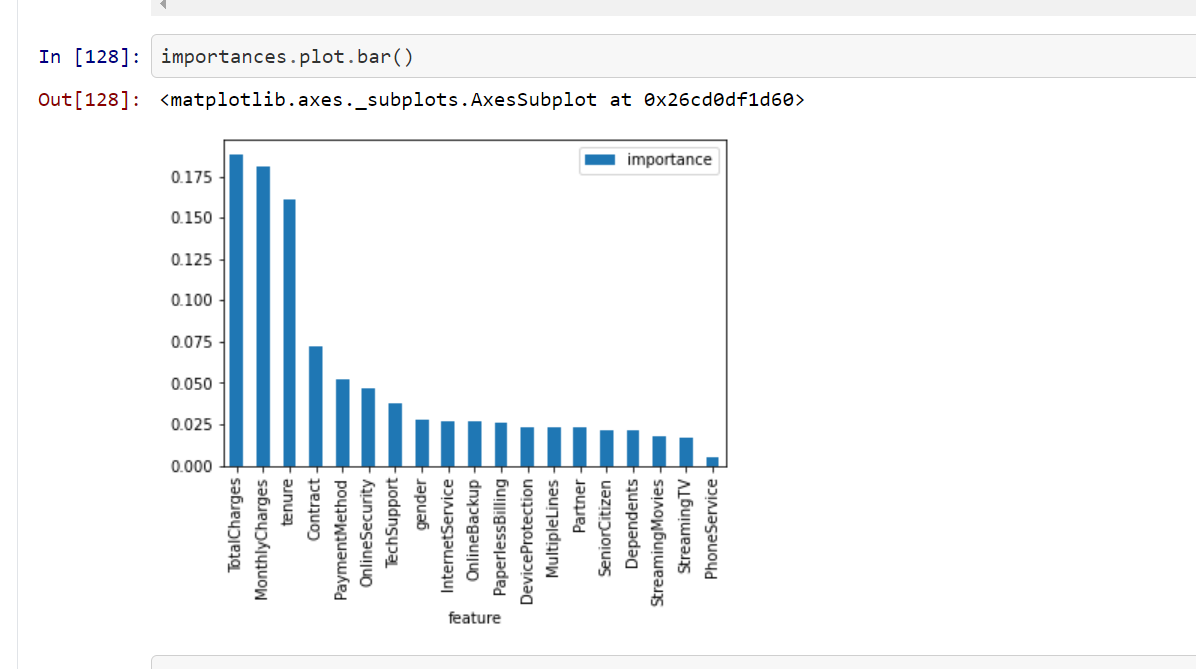 In [128]: importances.plot.bar()
Out[128]: <matplotlib.axes._subplots.AxesSubplot at 0x26cd0df1d60>
importance
0.175
0.150
0.125
0.100
0.075
0.050
0.025
0.000
TotalCharges
MonthlyCharges
tenure
Contract
PaymentMethod
OnlineSecurity
TechSupport
gender
InternetService
OnlineBackup
PaperlessBilling
DeviceProtection
MultipleLines
Partner
SeniorCitizen
Dependents
StreamingMovies
StreamingTV
PhoneService
feature